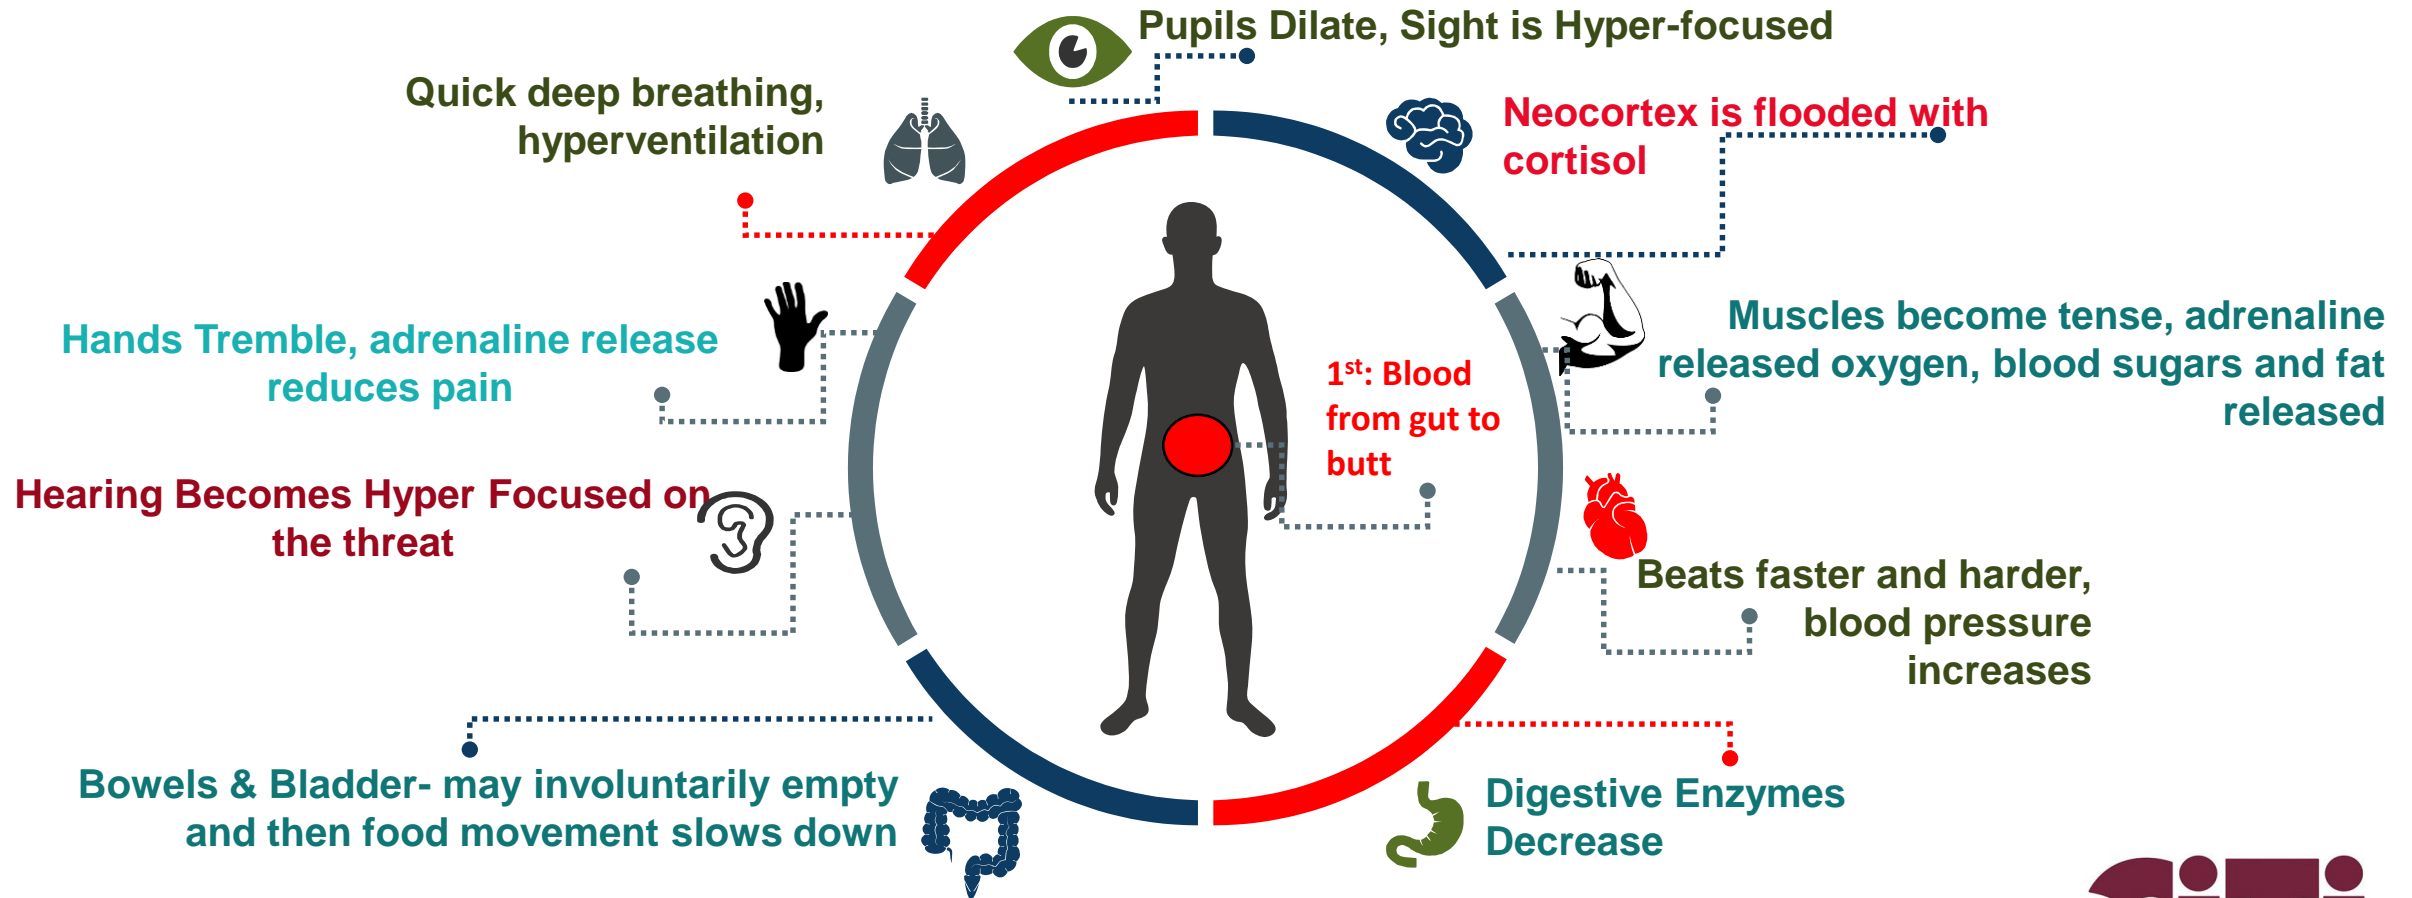 Pupils Dilate, Sight is Hyper-focused
Quick deep breathing,
hyperventilation
Neocortex is flooded with
cortisol
Hands Tremble, adrenaline release
reduces pain
Muscles become tense, adrenaline
released oxygen, blood sugars and fat
released
1st: Blood
from gut to
butt
Hearing Becomes Hyper Focused on
the threat
Beats faster and harder,
blood pressure
increases
Bowels & Bladder- may involuntarily empty
and then food movement slows down
Digestive Enzymes
Decrease